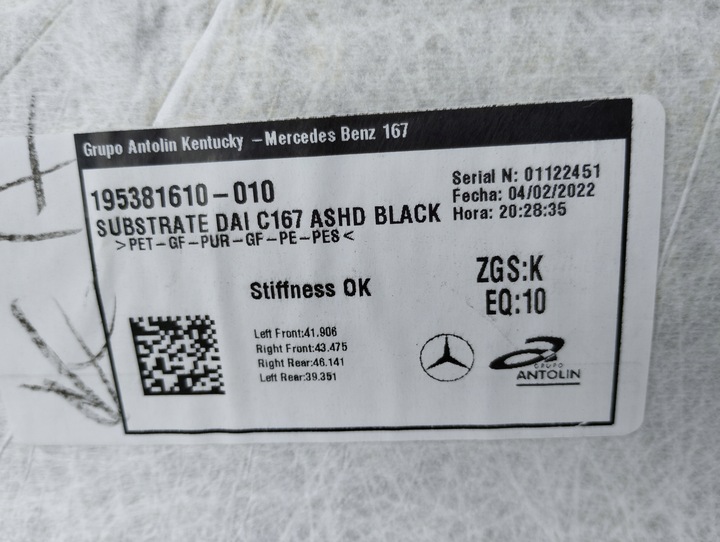 Grupo Antolin Kentucky -Mercedes Benz 167
195381610-010
SUBSTRATE DAI C167 ASHD BLACK
>PET-GF-PUR-GF-PE-PES<
Serial N: 01122451
Fecha: 04/02/2022
Hora: 20:28:35
Stiffness OK
ZGS:K
EQ:10
Left Front:41.906
Right Front:43.475
Right Rear:46.141
Left Rear:39.351
GRUPO
ANTOLIN